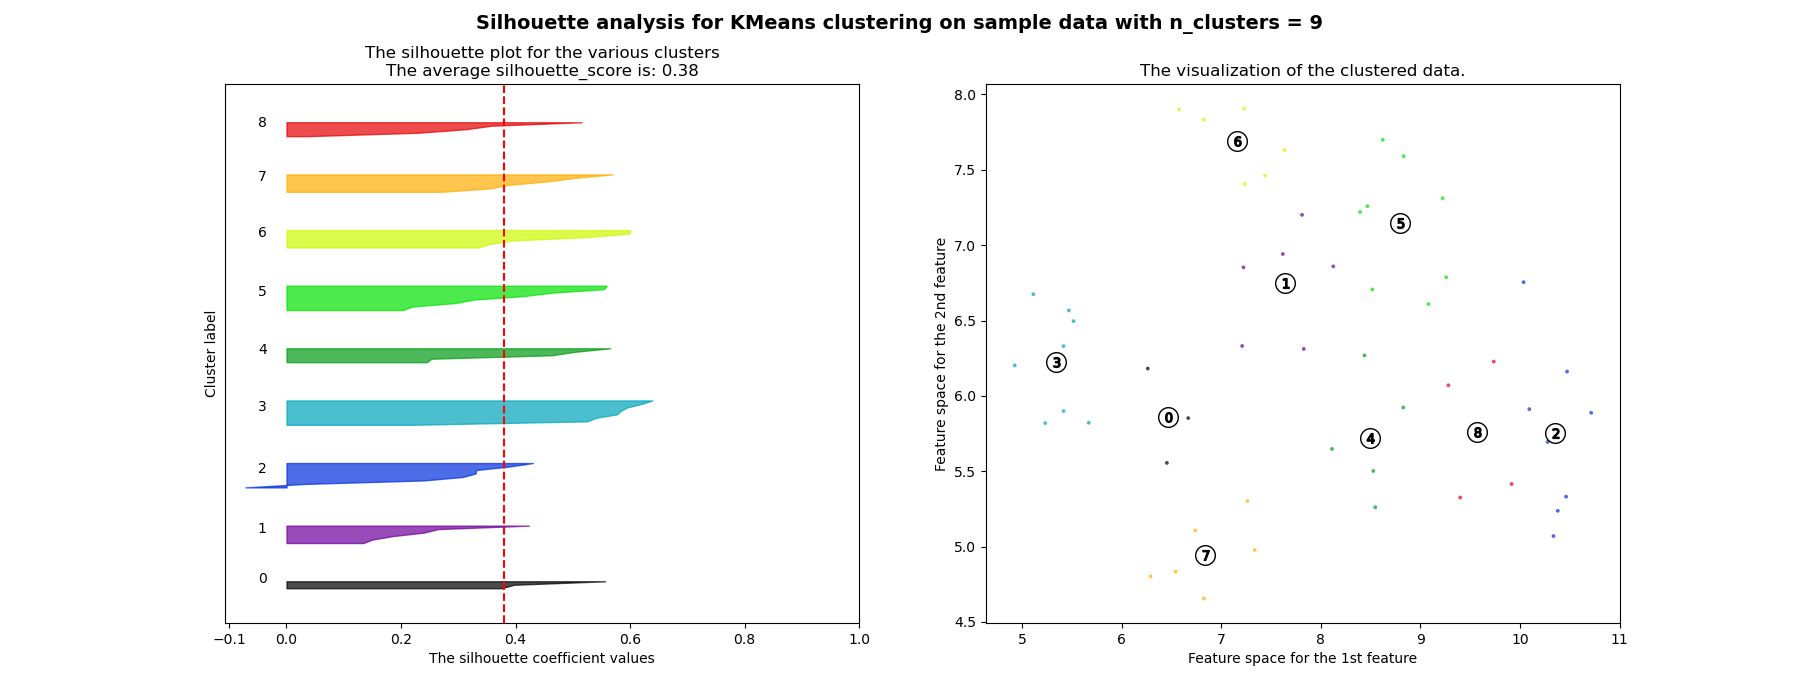 Silhouette analysis for KMeans clustering on sample data with n_clusters = 9
The silhouette plot for the various clusters
The average silhouette_score is: 0.38
8
7
6
5
4
3
2
1
0
Cluster label
−0.1 0.0 0.2 0.4 0.6 0.8 1.0
The silhouette coefficient values
The visualization of the clustered data.
8.0
7.5
7.0
6.5
6.0
5.5
5.0
4.5
Feature space for the 2nd feature
6
5
1
3
0
4
8
2
7
5 6 7 8 9 10 11
Feature space for the 1st feature